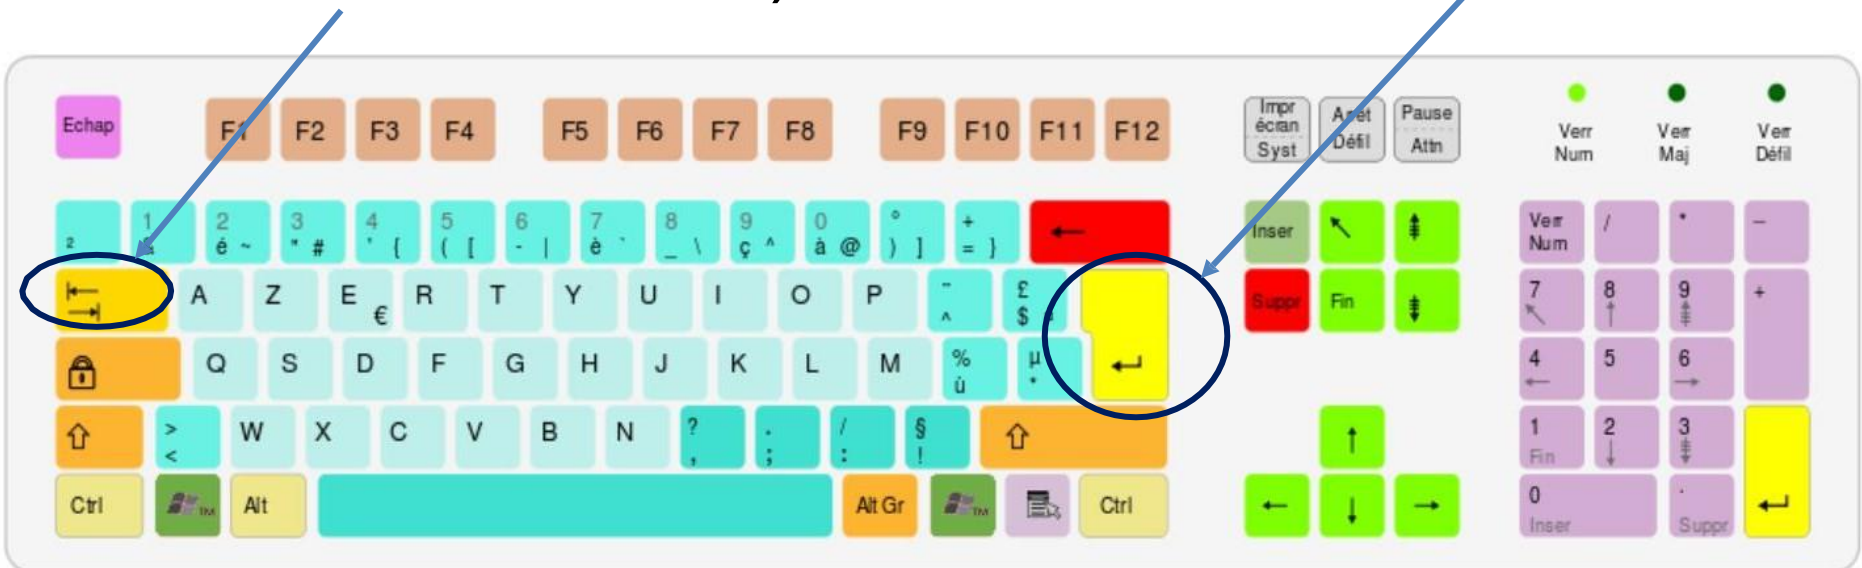 Echap F1 F2 F3 F4 F5 F6 F7 F8 F9 F10 F11 F12
Impr écran Syst
Arrêt Défil
Pause Attn
Verr Num
Verr Maj
Verr Défil
²
1
2 é ~
3 " #
4 ' {
5 ( [
6 - |
7 è `
8 _ \
9 ç ^
0 à @
° ) ]
+ = }
←
Inser ↖ ⇞
Verr Num / * –
⇤ ⇥ A Z E € R T Y U I O P ¨ ^ £ $ ↵
Suppr Fin ⇟
7 ↖ 8 ↑ 9 ⇞ +
Q S D F G H J K L M % ù µ *
4 ← 5 6 →
⇧ > < W X C V B N ? , . ; / : § ! ⇧
↑
1 Fin 2 ↓ 3 ⇟
Ctrl TM Alt Alt Gr TM Ctrl
← ↓ →
0 Inser . Suppr ↵